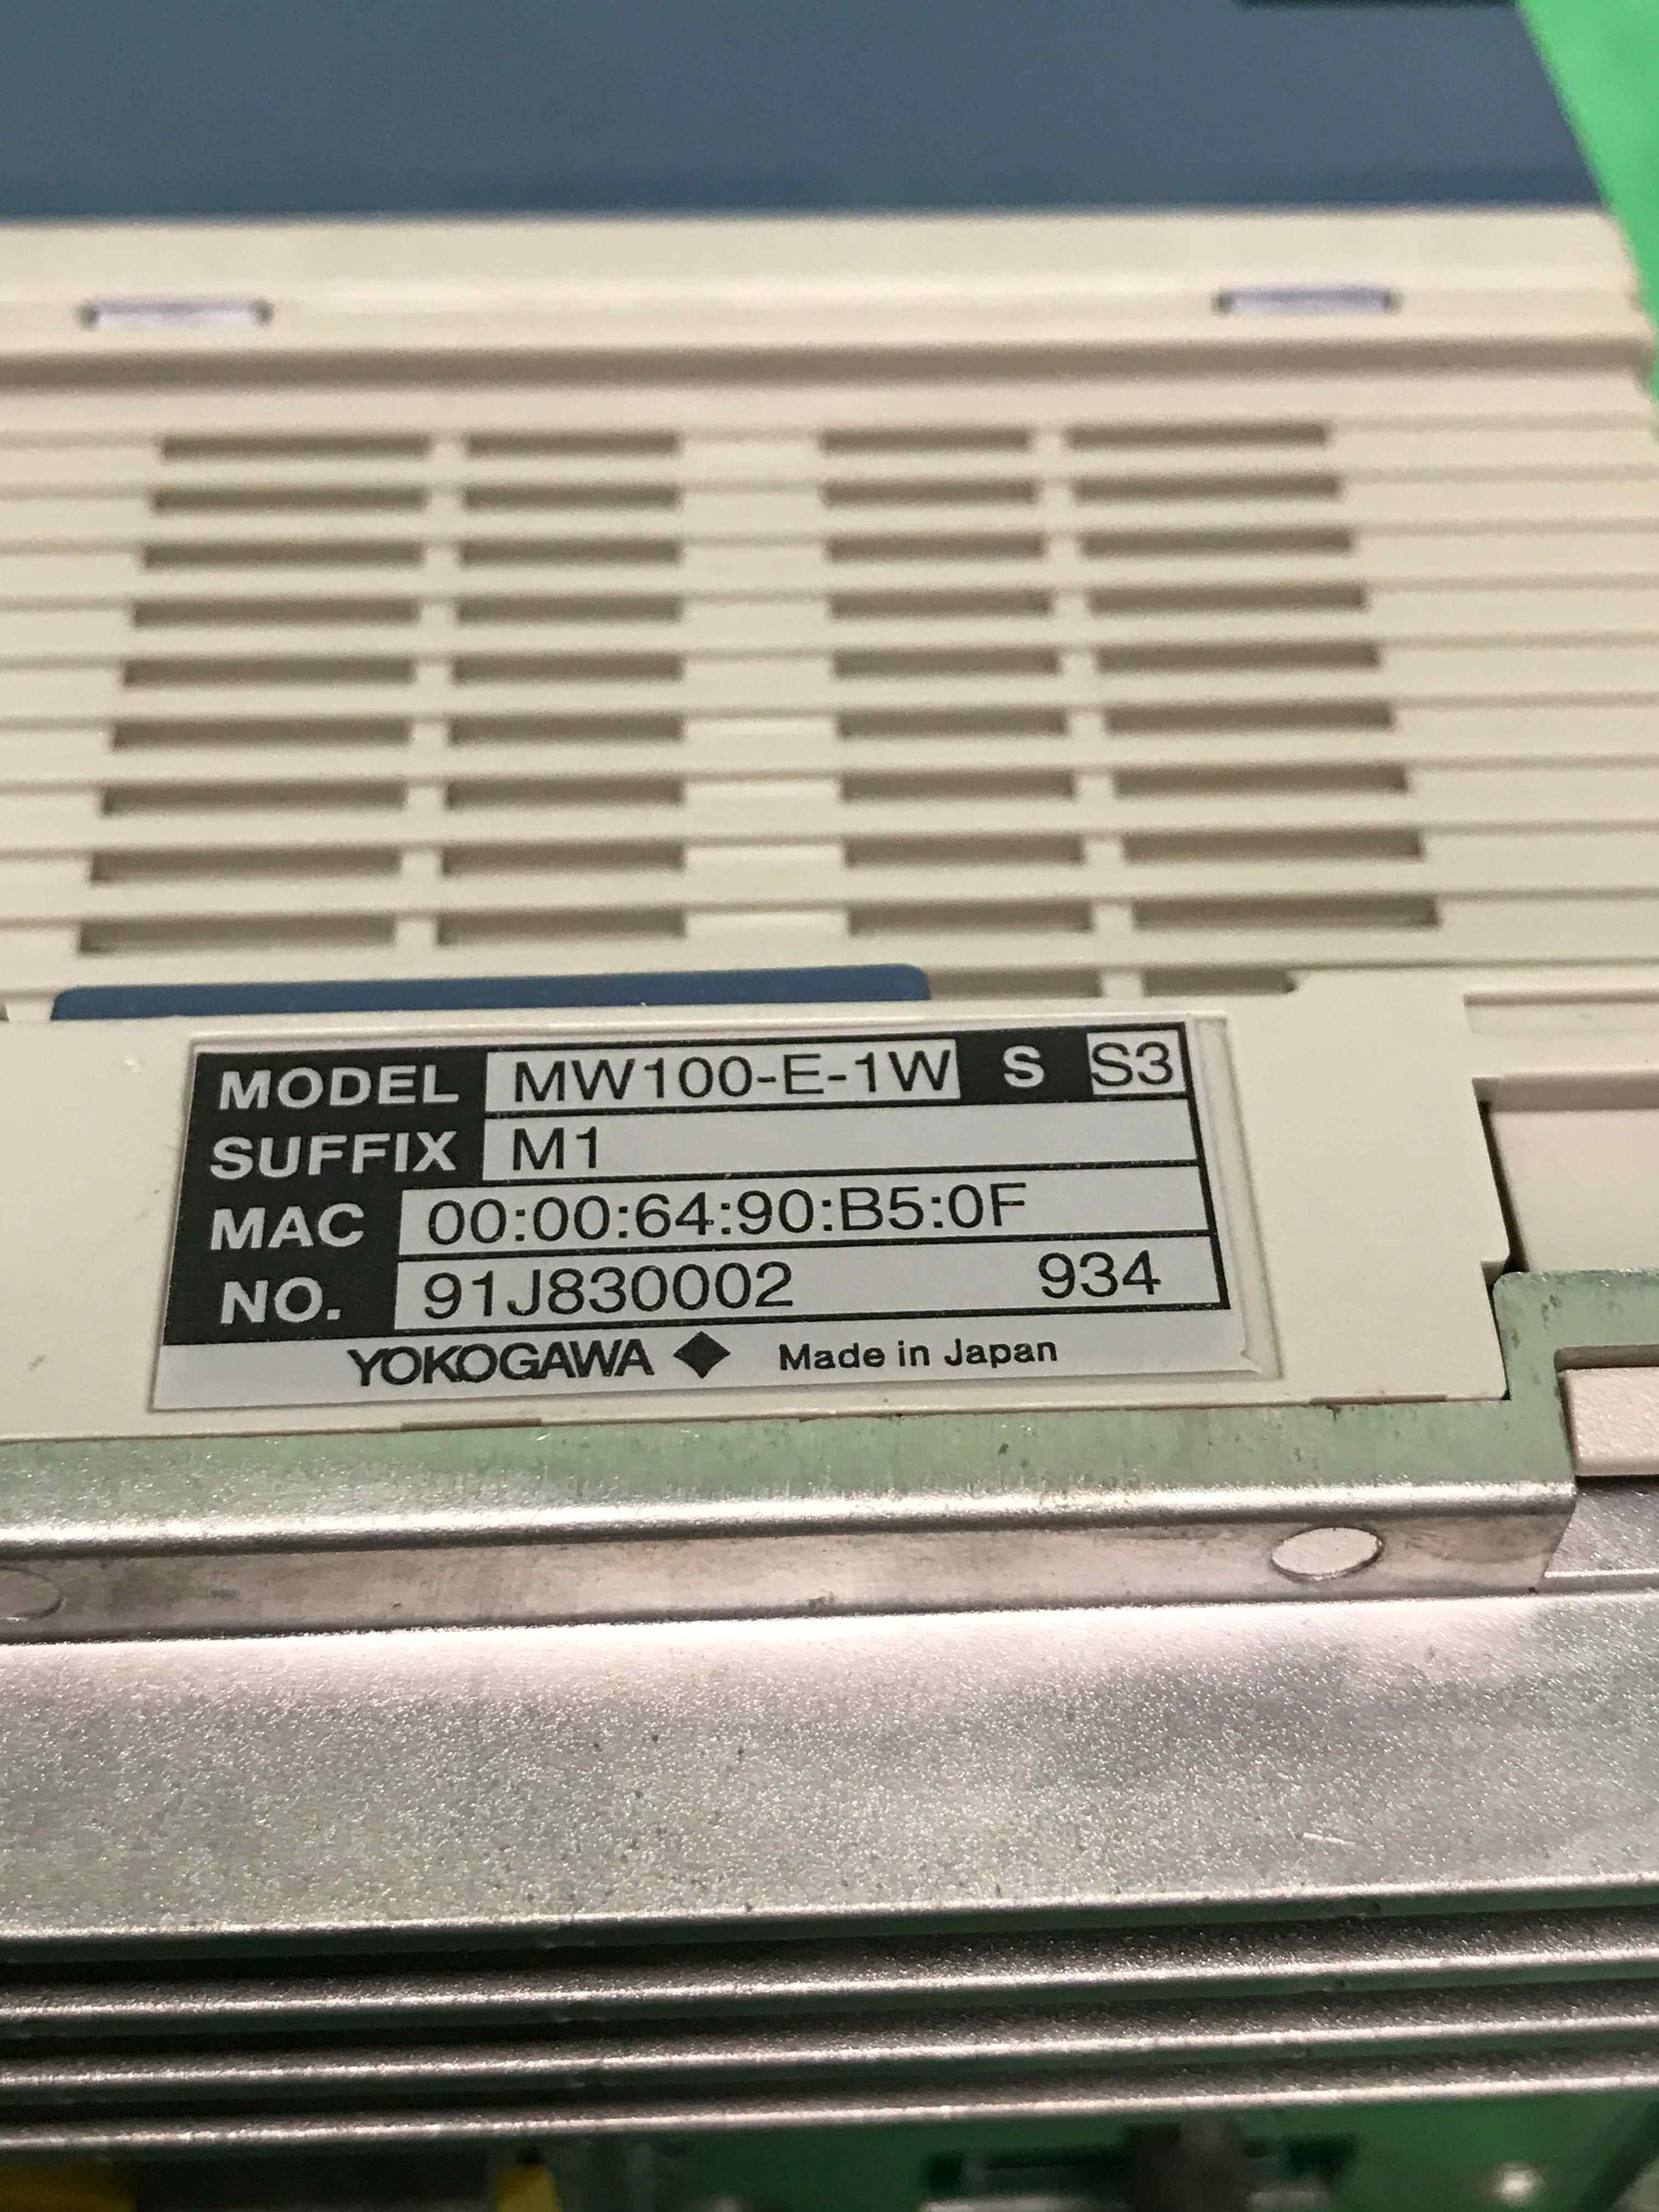 MODEL MW100-E-1W S S3
SUFFIX M1
MAC 00:00:64:90:B5:0F
NO. 91J830002 934
YOKOGAWA ◆ Made in Japan